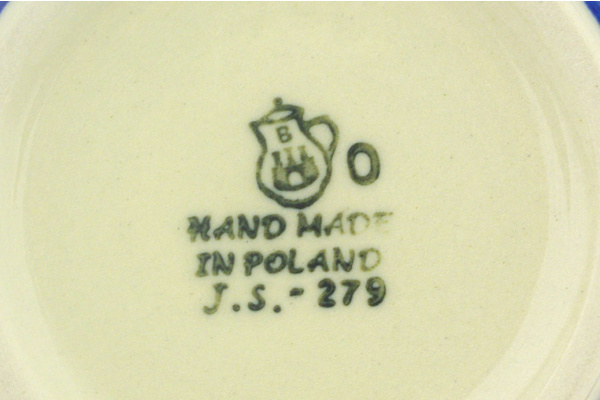 B
O
HAND MADE
IN POLAND
J.S.-279